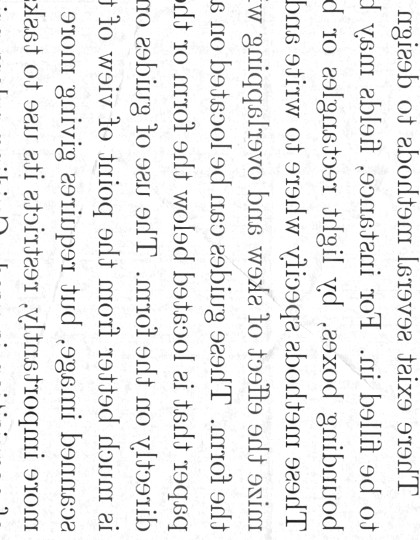 There exist several methods to design
to be filled in. For instance, fields may b
bounding boxes, by light rectangles or b
These methods specify where to write and
mize the effect of skew and overlapping w
the form. These guides can be located on a
paper that is located below the form or di
directly on the form. The use of guides on
is much better from the point of view of t
scanned image, but requires giving more
more importantly, restricts its use to task